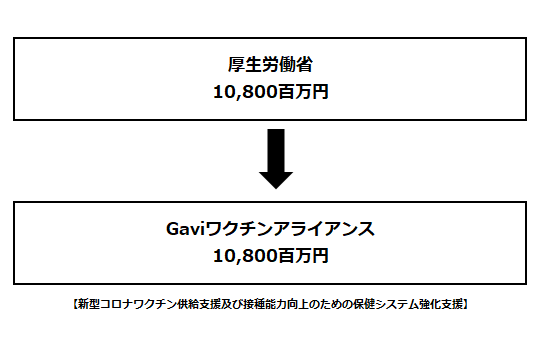 厚生労働省
10,800百万円
Gaviワクチンアライアンス
10,800百万円
【新型コロナワクチン供給支援及び接種能力向上のための保健システム強化支援】